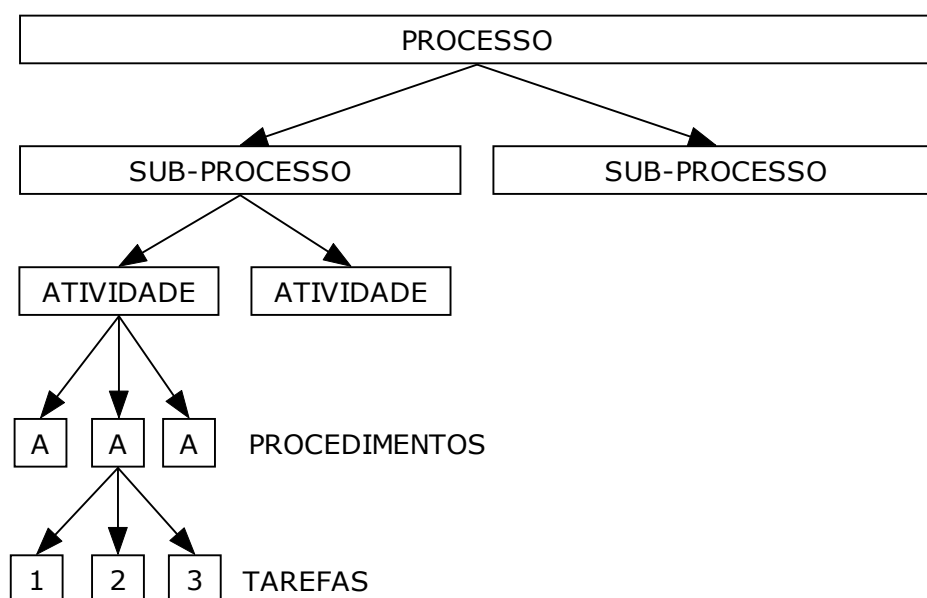 PROCESSO
SUB-PROCESSO SUB-PROCESSO
ATIVIDADE ATIVIDADE
A A A PROCEDIMENTOS
1 2 3 TAREFAS